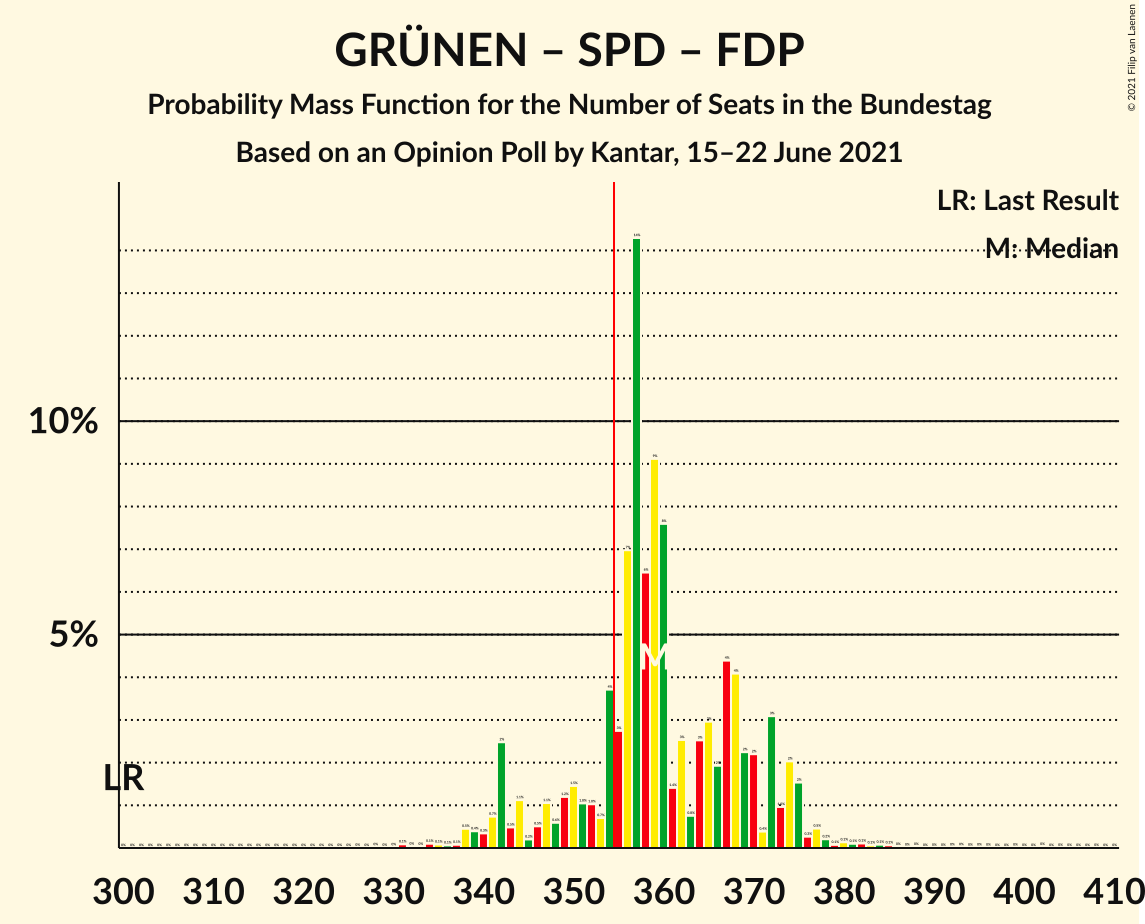 GRÜNEN – SPD – FDP
Probability Mass Function for the Number of Seats in the Bundestag
Based on an Opinion Poll by Kantar, 15–22 June 2021
© 2021 Filip van Laenen
LR: Last Result
M: Median
10%
5%
LR
M
300 310 320 330 340 350 360 370 380 390 400 410